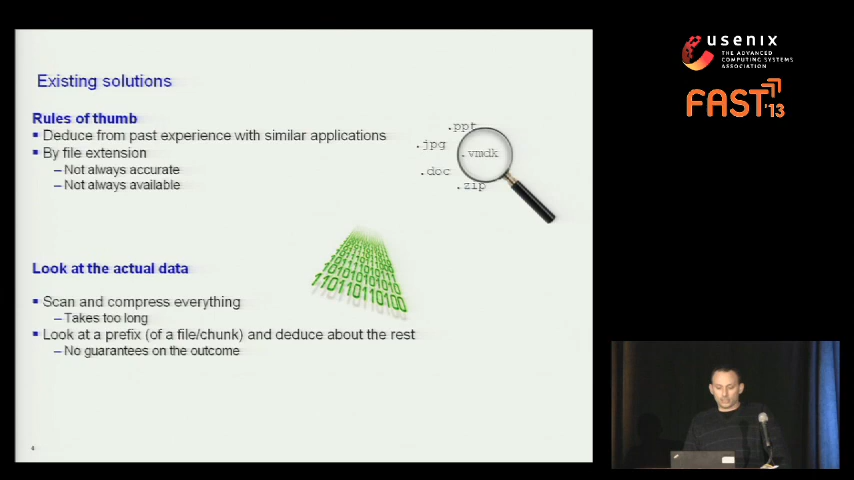 Existing solutions
Rules of thumb
▪ Deduce from past experience with similar applications
▪ By file extension
– Not always accurate
– Not always available
.ppt
.jpg
.vmdk
.doc
.zip
Look at the actual data
▪ Scan and compress everything
– Takes too long
▪ Look at a prefix (of a file/chunk) and deduce about the rest
– No guarantees on the outcome
4
usenix
THE ADVANCED
COMPUTING SYSTEMS
ASSOCIATION
FAST '13